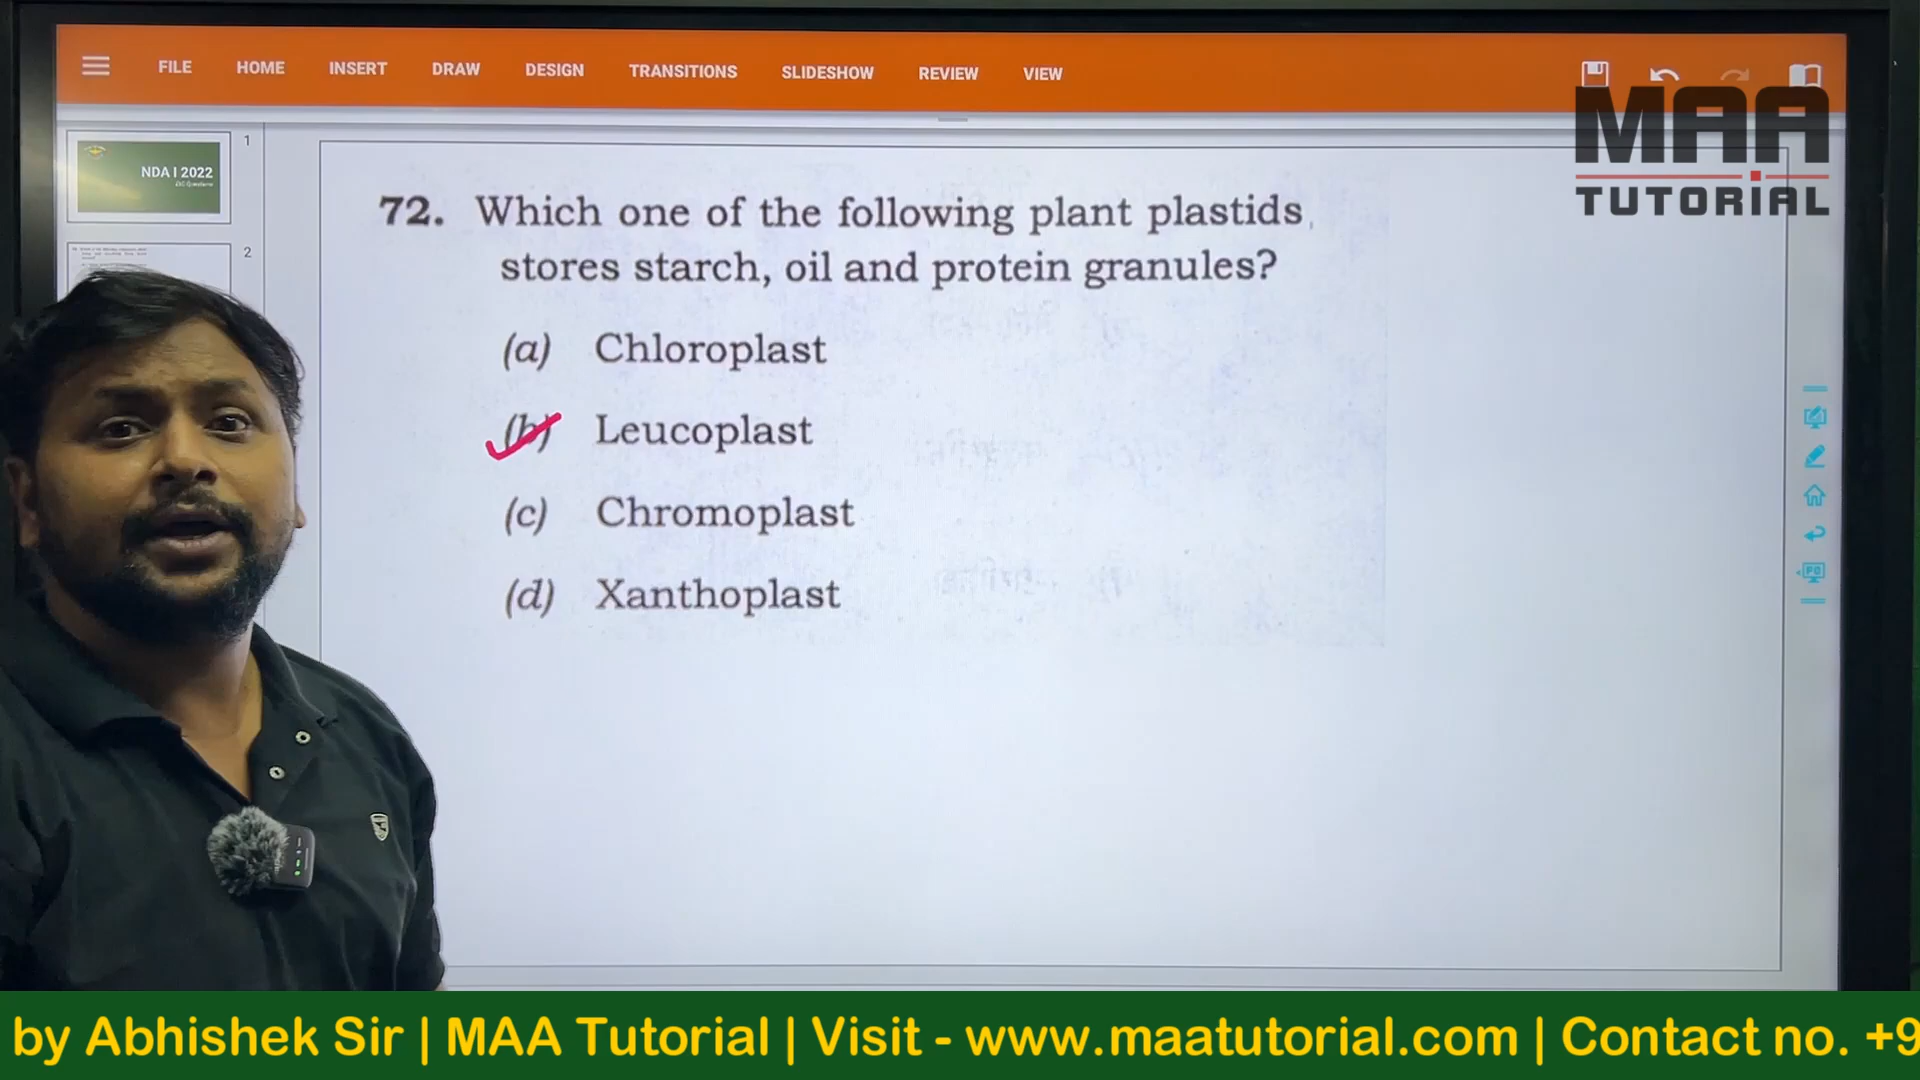 FILE HOME INSERT DRAW DESIGN TRANSITIONS SLIDESHOW REVIEW VIEW
MAA
TUTORIAL
1
NDA I 2022
2
72. Which one of the following plant plastids
stores starch, oil and protein granules?
(a) Chloroplast
(b) Leucoplast
(c) Chromoplast
(d) Xanthoplast
by Abhishek Sir | MAA Tutorial | Visit - www.maatutorial.com | Contact no. +9